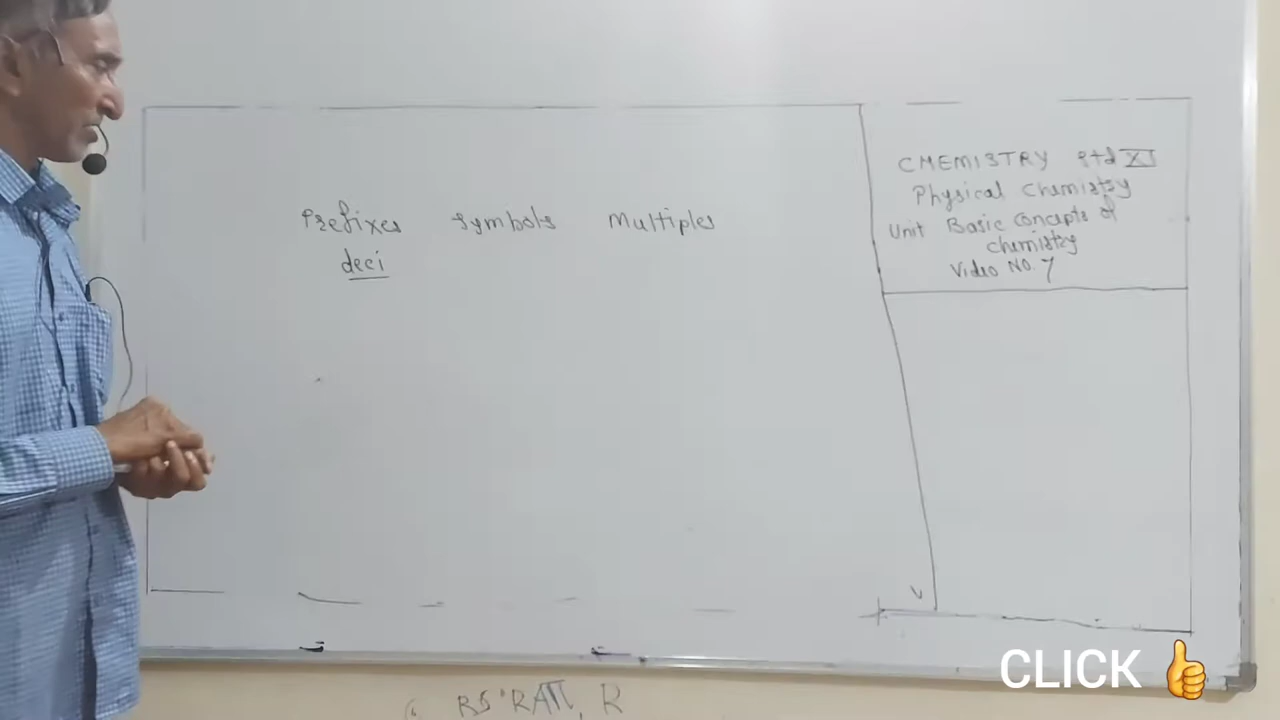 Prefixes symbols Multiples
deci
CHEMISTRY std XI
Physical Chemistry
Unit Basic Concepts of
chemistry
Video No. 7
CLICK 👍